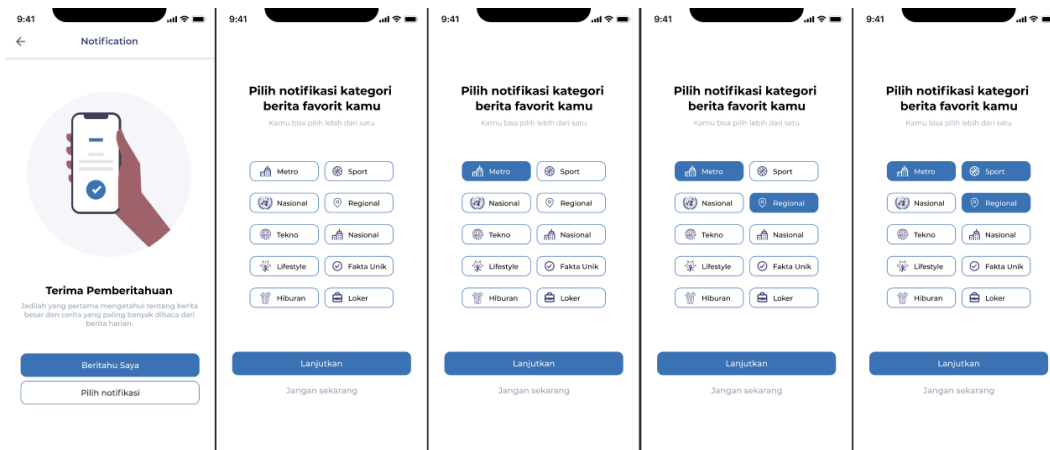 9:41
Notification
Terima Pemberitahuan
Jadilah yang pertama mengetahui tentang berita
besar dan cerita yang paling banyak dibaca dari
berita harian.
Beritahu Saya
Pilih notifikasi
9:41
Pilih notifikasi kategori
berita favorit kamu
Kamu bisa pilih lebih dari satu
Metro
Sport
Nasional
Regional
Tekno
Nasional
Lifestyle
Fakta Unik
Hiburan
Loker
Lanjutkan
Jangan sekarang
9:41
Pilih notifikasi kategori
berita favorit kamu
Kamu bisa pilih lebih dari satu
Metro
Sport
Nasional
Regional
Tekno
Nasional
Lifestyle
Fakta Unik
Hiburan
Loker
Lanjutkan
Jangan sekarang
9:41
Pilih notifikasi kategori
berita favorit kamu
Kamu bisa pilih lebih dari satu
Metro
Sport
Nasional
Regional
Tekno
Nasional
Lifestyle
Fakta Unik
Hiburan
Loker
Lanjutkan
Jangan sekarang
9:41
Pilih notifikasi kategori
berita favorit kamu
Kamu bisa pilih lebih dari satu
Metro
Sport
Nasional
Regional
Tekno
Nasional
Lifestyle
Fakta Unik
Hiburan
Loker
Lanjutkan
Jangan sekarang